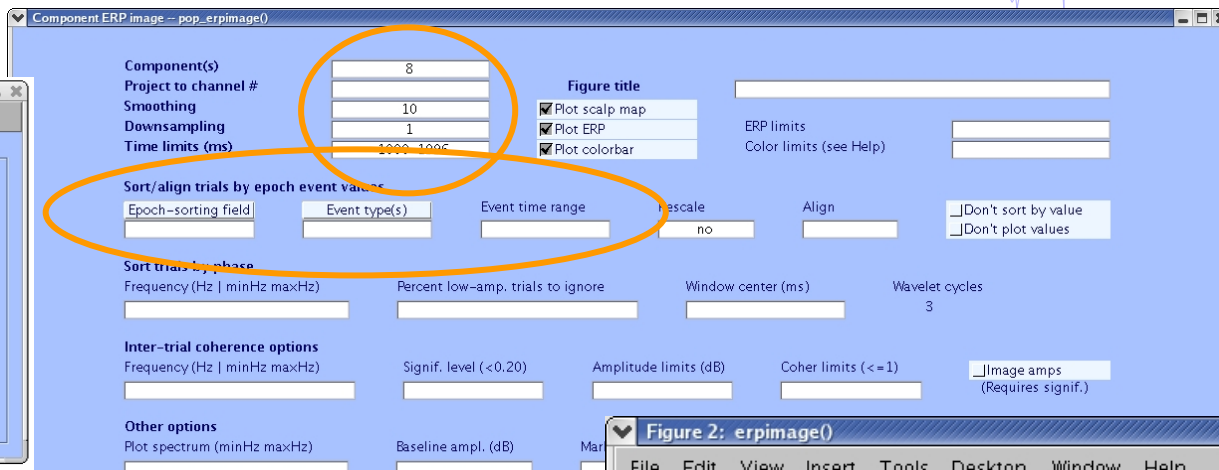 Component ERP image -- pop_erpimage()
Component(s) 8
Project to channel #
Figure title
Smoothing 10
Plot scalp map
Downsampling 1
Plot ERP
ERP limits
Time limits (ms)
Plot colorbar
Color limits (see Help)
Sort/align trials by epoch event values
Epoch-sorting field Event type(s) Event time range Rescale Align
Don't sort by value
no
Don't plot values
Sort trials by phase
Frequency (Hz | minHz maxHz) Percent low-amp. trials to ignore Window center (ms) Wavelet cycles
3
Inter-trial coherence options
Frequency (Hz | minHz maxHz) Signif. level (<0.20) Amplitude limits (dB) Coher limits (<=1)
Image amps
(Requires signif.)
Other options
Plot spectrum (minHz maxHz) Baseline ampl. (dB)
Figure 2: erpimage()
File Edit View Insert Tools Desktop Window Help